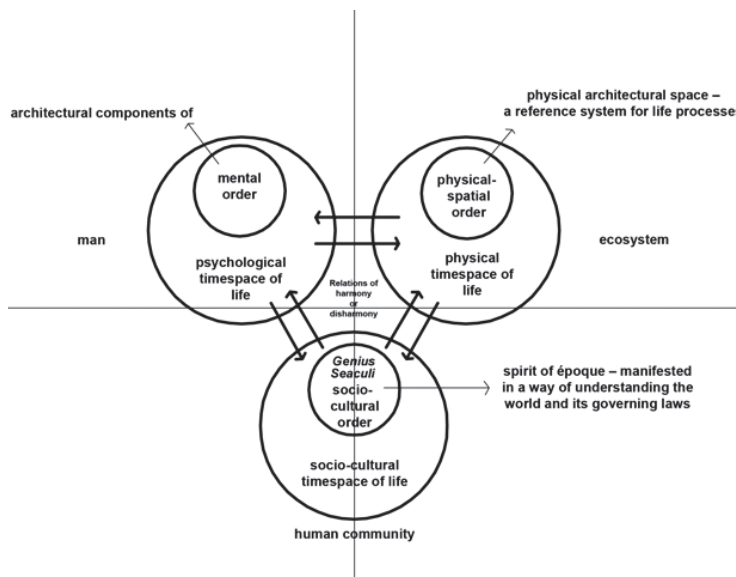 architectural components of
physical architectural space –
a reference system for life processes
mental
order
physical-
spatial
order
man
ecosystem
psychological
timespace of
life
physical
timespace of
life
Relations of
harmony
or
disharmony
Genius
Seaculi
socio-
cultural
order
spirit of époque – manifested
in a way of understanding the
world and its governing laws
socio-cultural
timespace of life
human community